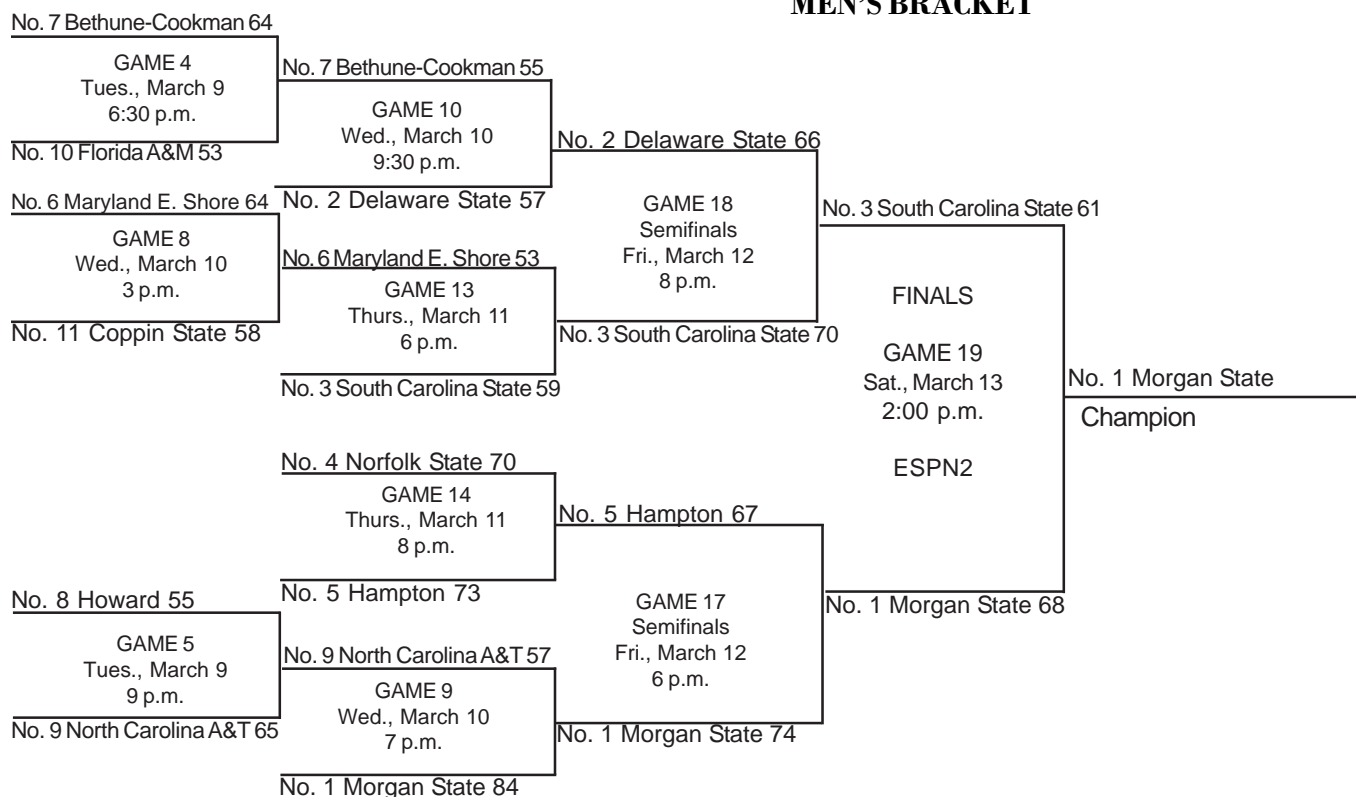 MEN'S BRACKET
No. 7 Bethune-Cookman 64
GAME 4
Tues., March 9
6:30 p.m.
No. 10 Florida A&M 53
No. 7 Bethune-Cookman 55
GAME 10
Wed., March 10
9:30 p.m.
No. 2 Delaware State 57
No. 6 Maryland E. Shore 64
GAME 8
Wed., March 10
3 p.m.
No. 11 Coppin State 58
No. 6 Maryland E. Shore 53
GAME 13
Thurs., March 11
6 p.m.
No. 3 South Carolina State 59
No. 2 Delaware State 66
GAME 18
Semifinals
Fri., March 12
8 p.m.
No. 3 South Carolina State 70
No. 3 South Carolina State 61
FINALS
GAME 19
Sat., March 13
2:00 p.m.
ESPN2
No. 1 Morgan State
Champion
No. 4 Norfolk State 70
GAME 14
Thurs., March 11
8 p.m.
No. 5 Hampton 73
No. 8 Howard 55
GAME 5
Tues., March 9
9 p.m.
No. 9 North Carolina A&T 65
No. 9 North Carolina A&T 57
GAME 9
Wed., March 10
7 p.m.
No. 1 Morgan State 84
No. 5 Hampton 67
GAME 17
Semifinals
Fri., March 12
6 p.m.
No. 1 Morgan State 74
No. 1 Morgan State 68